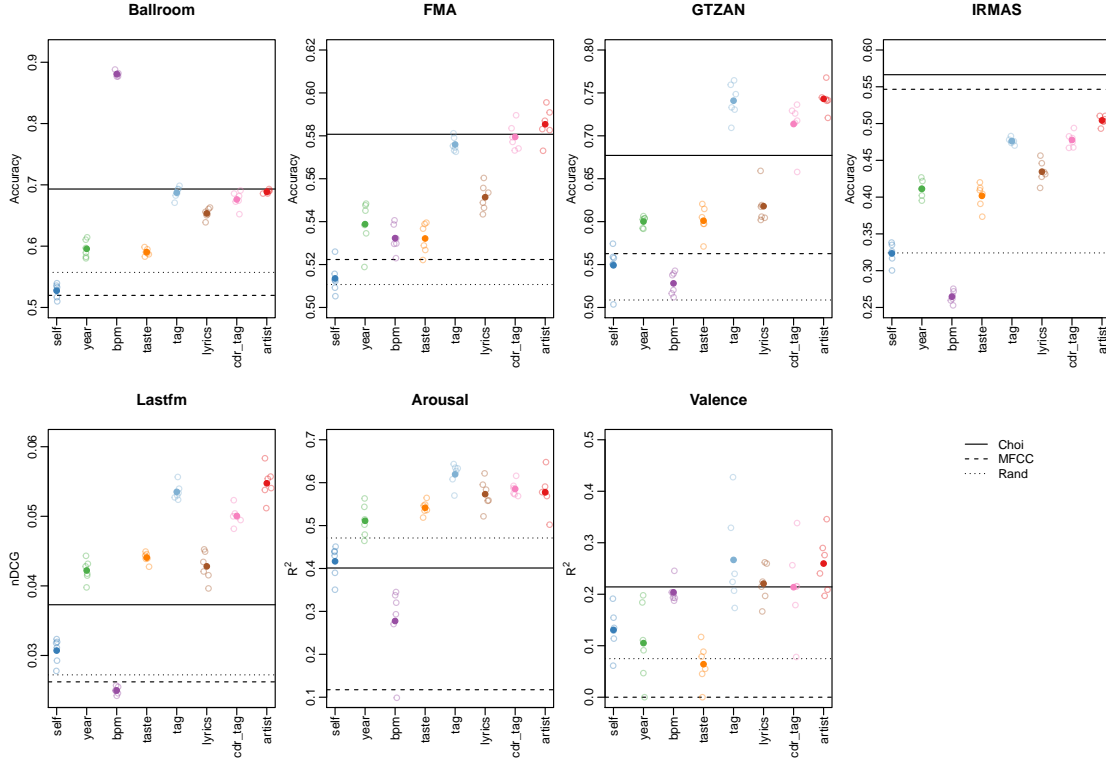 Ballroom
Accuracy
0.5 0.6 0.7 0.8 0.9
self year bpm taste tag lyrics cdr_tag artist
FMA
Accuracy
0.50 0.52 0.54 0.56 0.58 0.60 0.62
self year bpm taste tag lyrics cdr_tag artist
GTZAN
Accuracy
0.50 0.55 0.60 0.65 0.70 0.75 0.80
self year bpm taste tag lyrics cdr_tag artist
IRMAS
Accuracy
0.25 0.30 0.35 0.40 0.45 0.50 0.55 0.60
self year bpm taste tag lyrics cdr_tag artist
Lastfm
nDCG
0.03 0.04 0.05 0.06
self year bpm taste tag lyrics cdr_tag artist
Arousal
R²
0.1 0.2 0.3 0.4 0.5 0.6 0.7
self year bpm taste tag lyrics cdr_tag artist
Valence
R²
0.0 0.1 0.2 0.3 0.4 0.5
self year bpm taste tag lyrics cdr_tag artist
Choi
MFCC
Rand